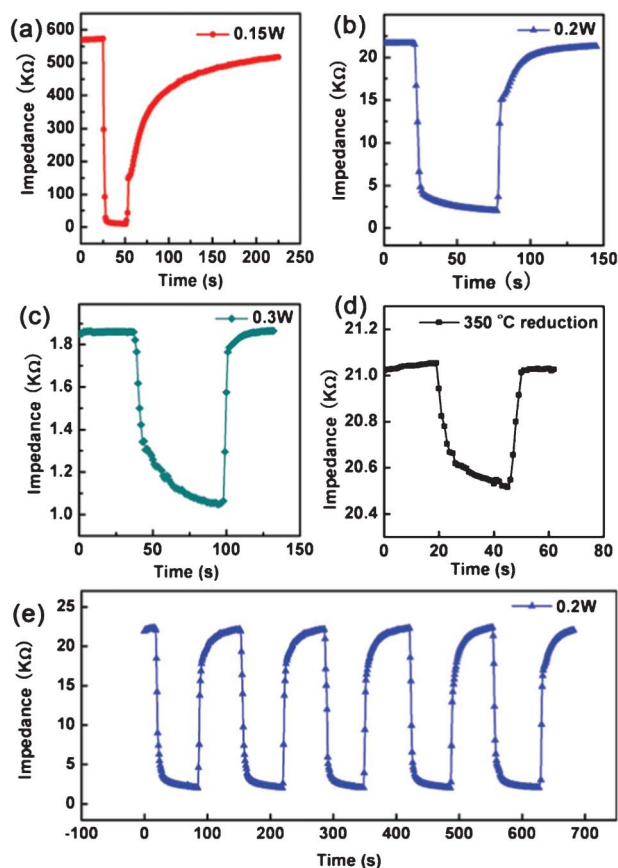 (a)
0.15W
Impedance (KΩ)
600
500
400
300
200
100
0
0 50 100 150 200 250
Time (s)
(b)
0.2W
Impedance (KΩ)
25
20
15
10
5
0
0 50 100 150
Time (s)
(c)
0.3W
Impedance (KΩ)
1.8
1.6
1.4
1.2
1.0
0 50 100 150
Time (s)
(d)
350 °C reduction
Impedance (KΩ)
21.2
21.0
20.8
20.6
20.4
0 20 40 60 80
Time (s)
(e)
0.2W
Impedance (KΩ)
25
20
15
10
5
0
-100 0 100 200 300 400 500 600 700
Time (s)